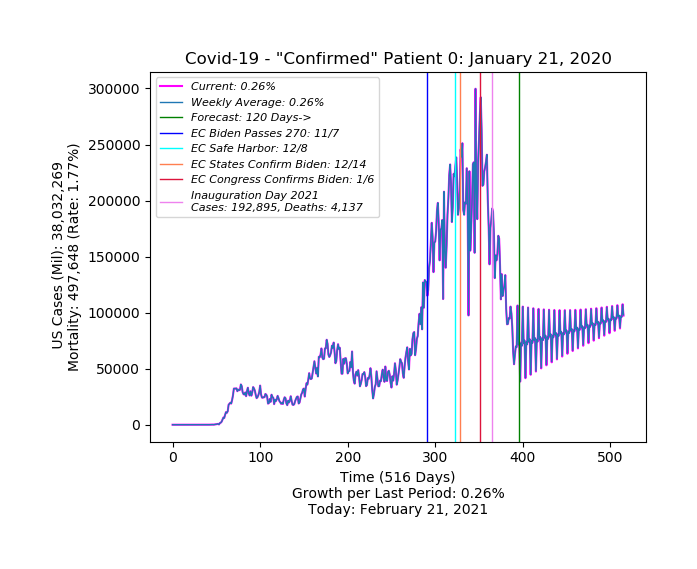 Covid-19 - "Confirmed" Patient 0: January 21, 2020
Current: 0.26%
Weekly Average: 0.26%
Forecast: 120 Days->
EC Biden Passes 270: 11/7
EC Safe Harbor: 12/8
EC States Confirm Biden: 12/14
EC Congress Confirms Biden: 1/6
Inauguration Day 2021
Cases: 192,895, Deaths: 4,137
US Cases (Mil): 38,032,269
Mortality: 497,648 (Rate: 1.77%)
300000
250000
200000
150000
100000
50000
0
0 100 200 300 400 500
Time (516 Days)
Growth per Last Period: 0.26%
Today: February 21, 2021